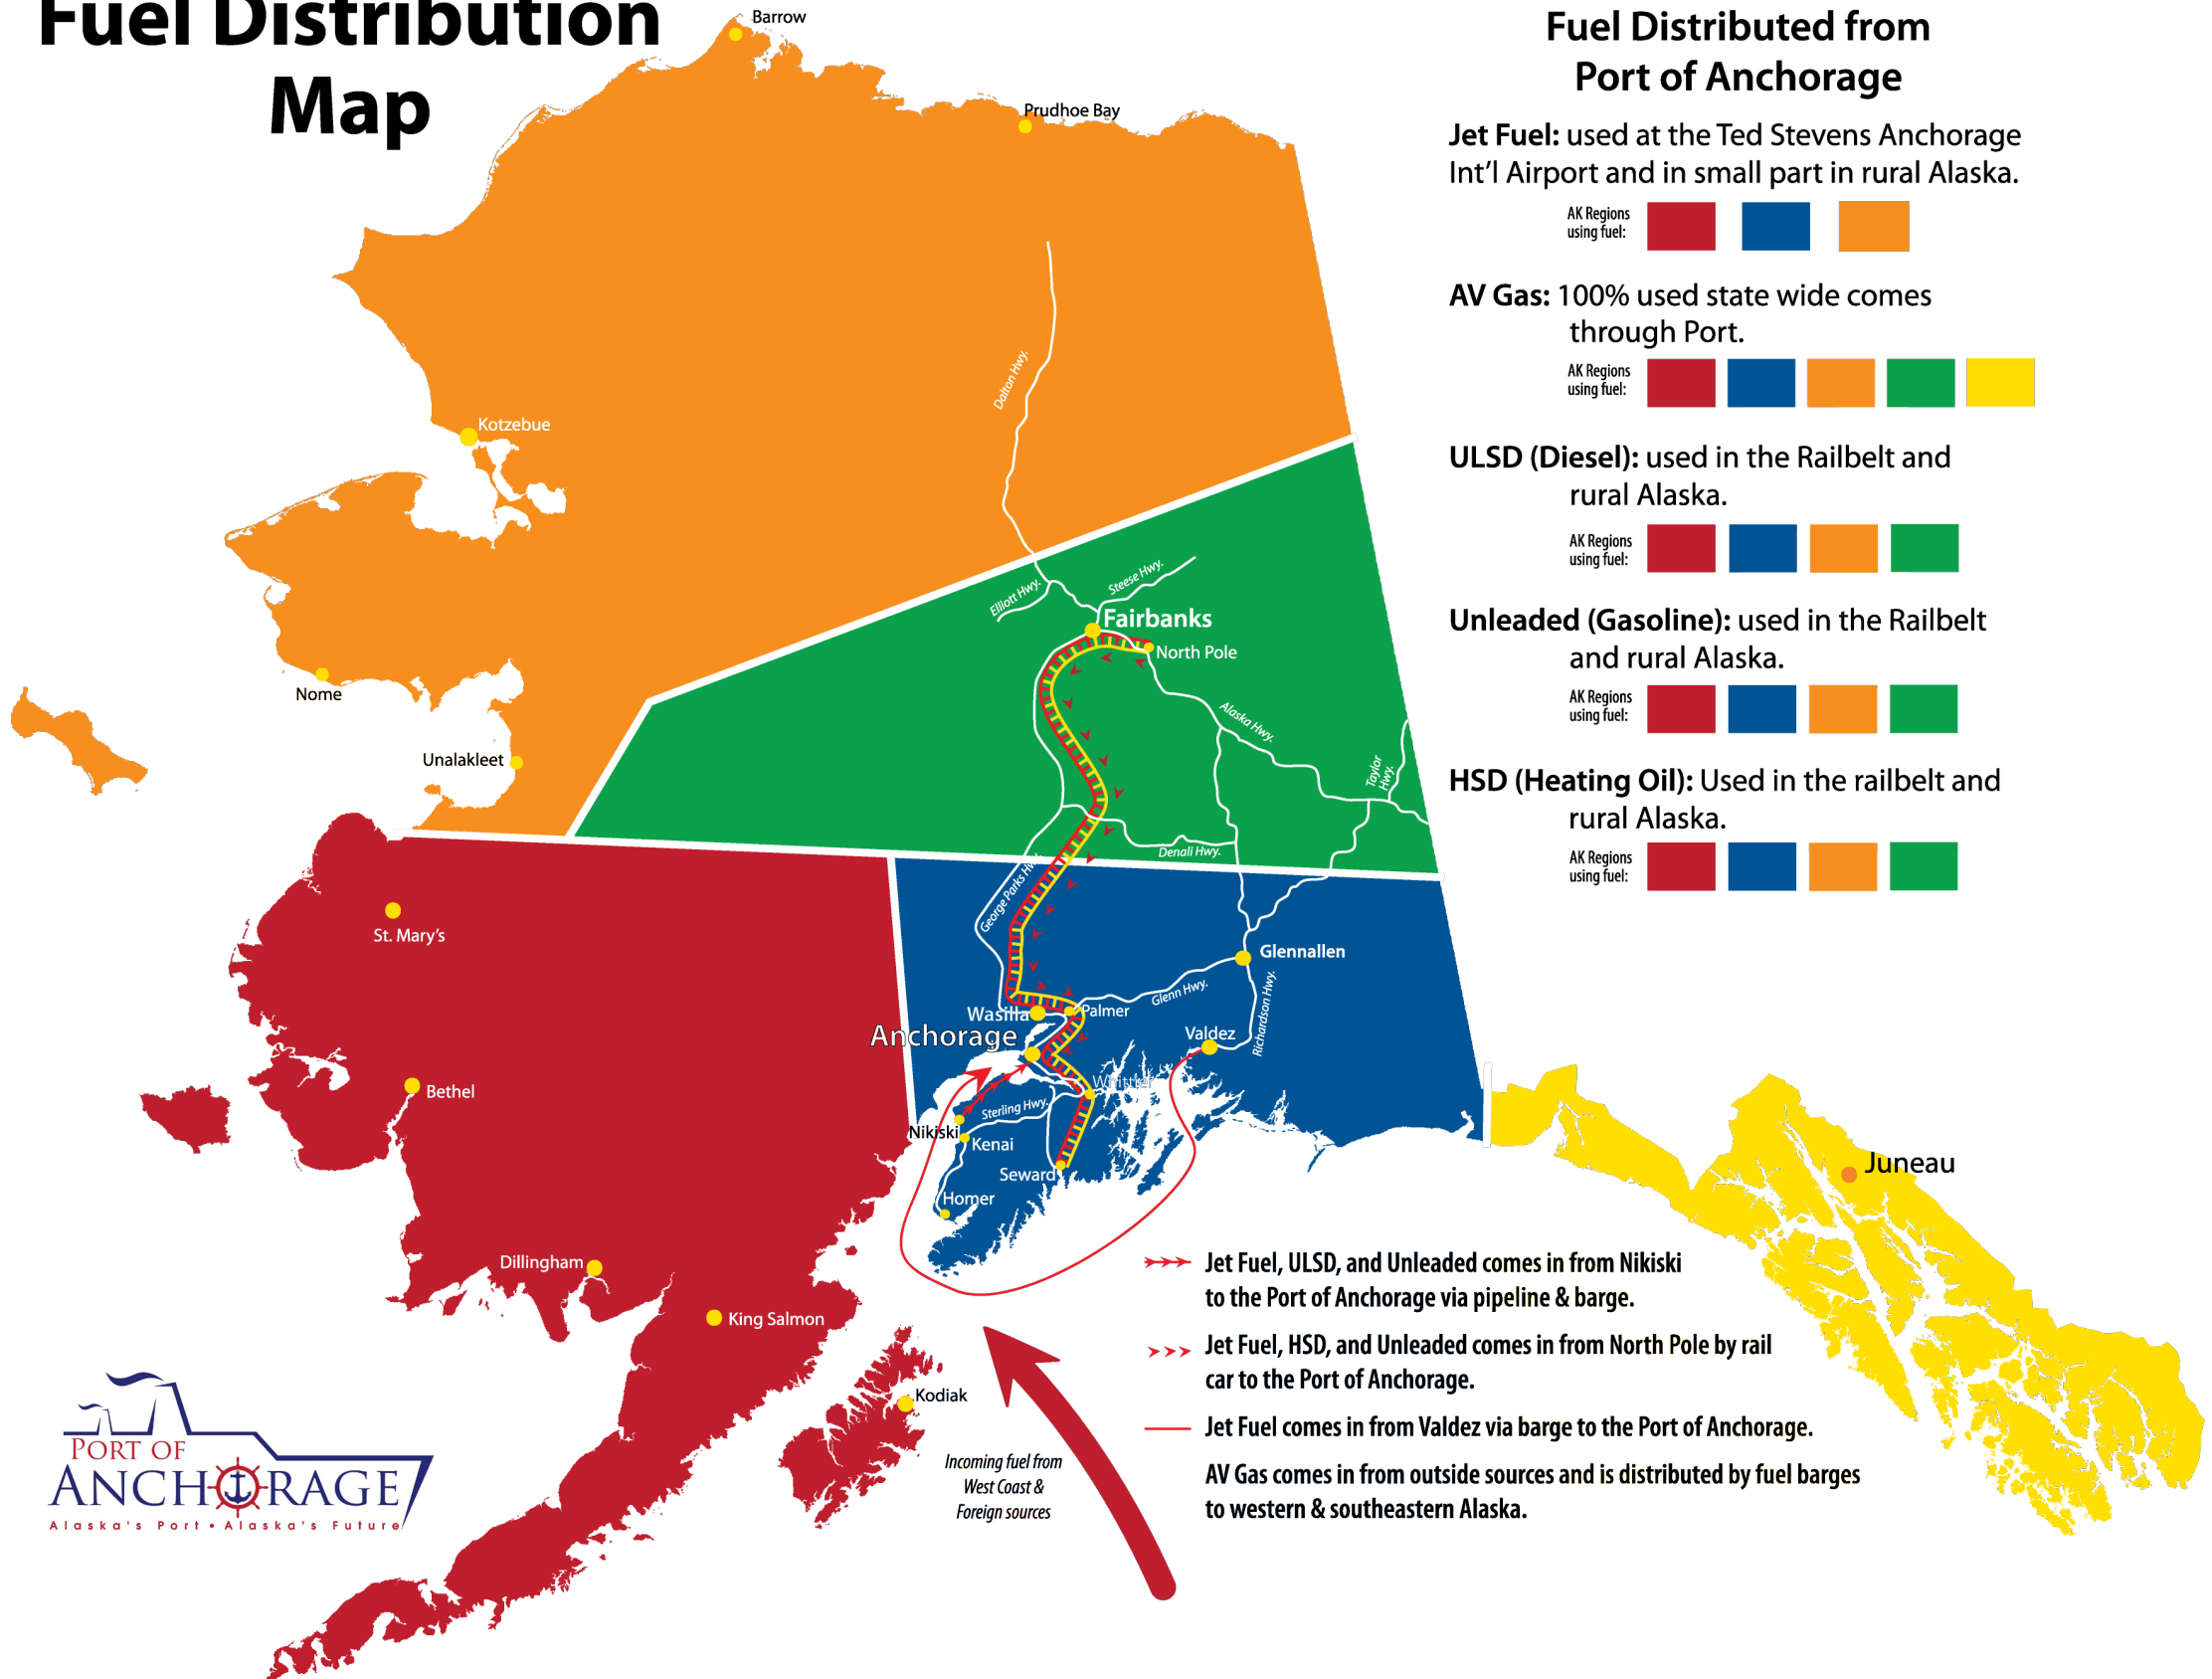 Fuel Distribution
Map
Barrow
Prudhoe Bay
Kotzebue
Nome
Unalakleet
Dalton Hwy.
Elliott Hwy.
Steese Hwy.
Fairbanks
North Pole
Alaska Hwy.
Taylor
Hwy.
Denali Hwy.
George Parks Hwy.
St. Mary's
Bethel
Dillingham
King Salmon
Kodiak
Glennallen
Glenn Hwy.
Richardson Hwy.
Wasilla
Palmer
Anchorage
Valdez
Whittier
Sterling Hwy.
Nikiski
Kenai
Seward
Homer
Juneau
Fuel Distributed from
Port of Anchorage
Jet Fuel: used at the Ted Stevens Anchorage
Int'l Airport and in small part in rural Alaska.
AK Regions
using fuel:
AV Gas: 100% used state wide comes
through Port.
AK Regions
using fuel:
ULSD (Diesel): used in the Railbelt and
rural Alaska.
AK Regions
using fuel:
Unleaded (Gasoline): used in the Railbelt
and rural Alaska.
AK Regions
using fuel:
HSD (Heating Oil): Used in the railbelt and
rural Alaska.
AK Regions
using fuel:
Jet Fuel, ULSD, and Unleaded comes in from Nikiski
to the Port of Anchorage via pipeline & barge.
Jet Fuel, HSD, and Unleaded comes in from North Pole by rail
car to the Port of Anchorage.
Jet Fuel comes in from Valdez via barge to the Port of Anchorage.
AV Gas comes in from outside sources and is distributed by fuel barges
to western & southeastern Alaska.
Incoming fuel from
West Coast &
Foreign sources
PORT OF
ANCHORAGE
Alaska's Port • Alaska's Future